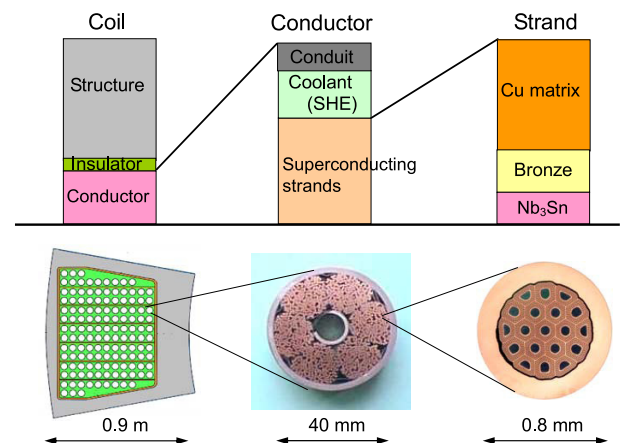 Coil
Conductor
Strand
Structure
Insulator
Conductor
Conduit
Coolant
(SHE)
Superconducting
strands
Cu matrix
Bronze
Nb₃Sn
0.9 m
40 mm
0.8 mm